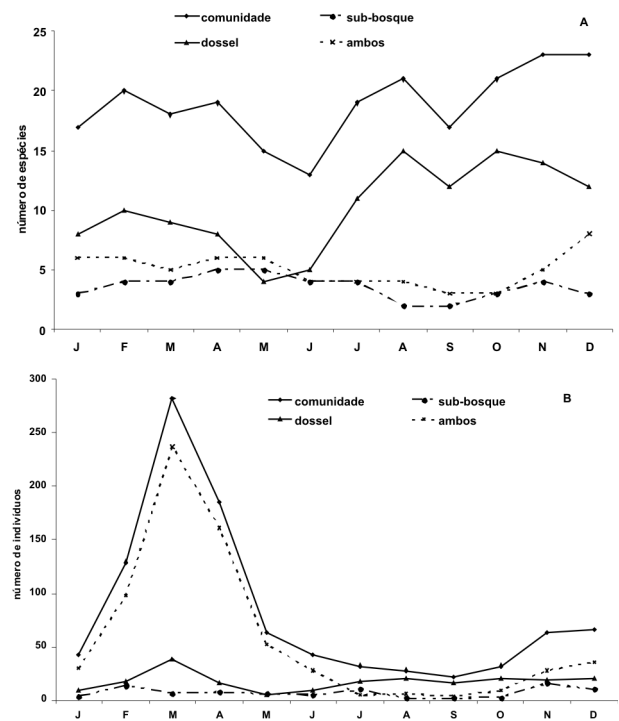 comunidade sub-bosque A
dossel ambos
25
20
15
10
5
0
número de espécies
J F M A M J J A S O N D
300
250
200
150
100
50
0
número de indivíduos
comunidade sub-bosque B
dossel ambos
J F M A M J J A S O N D